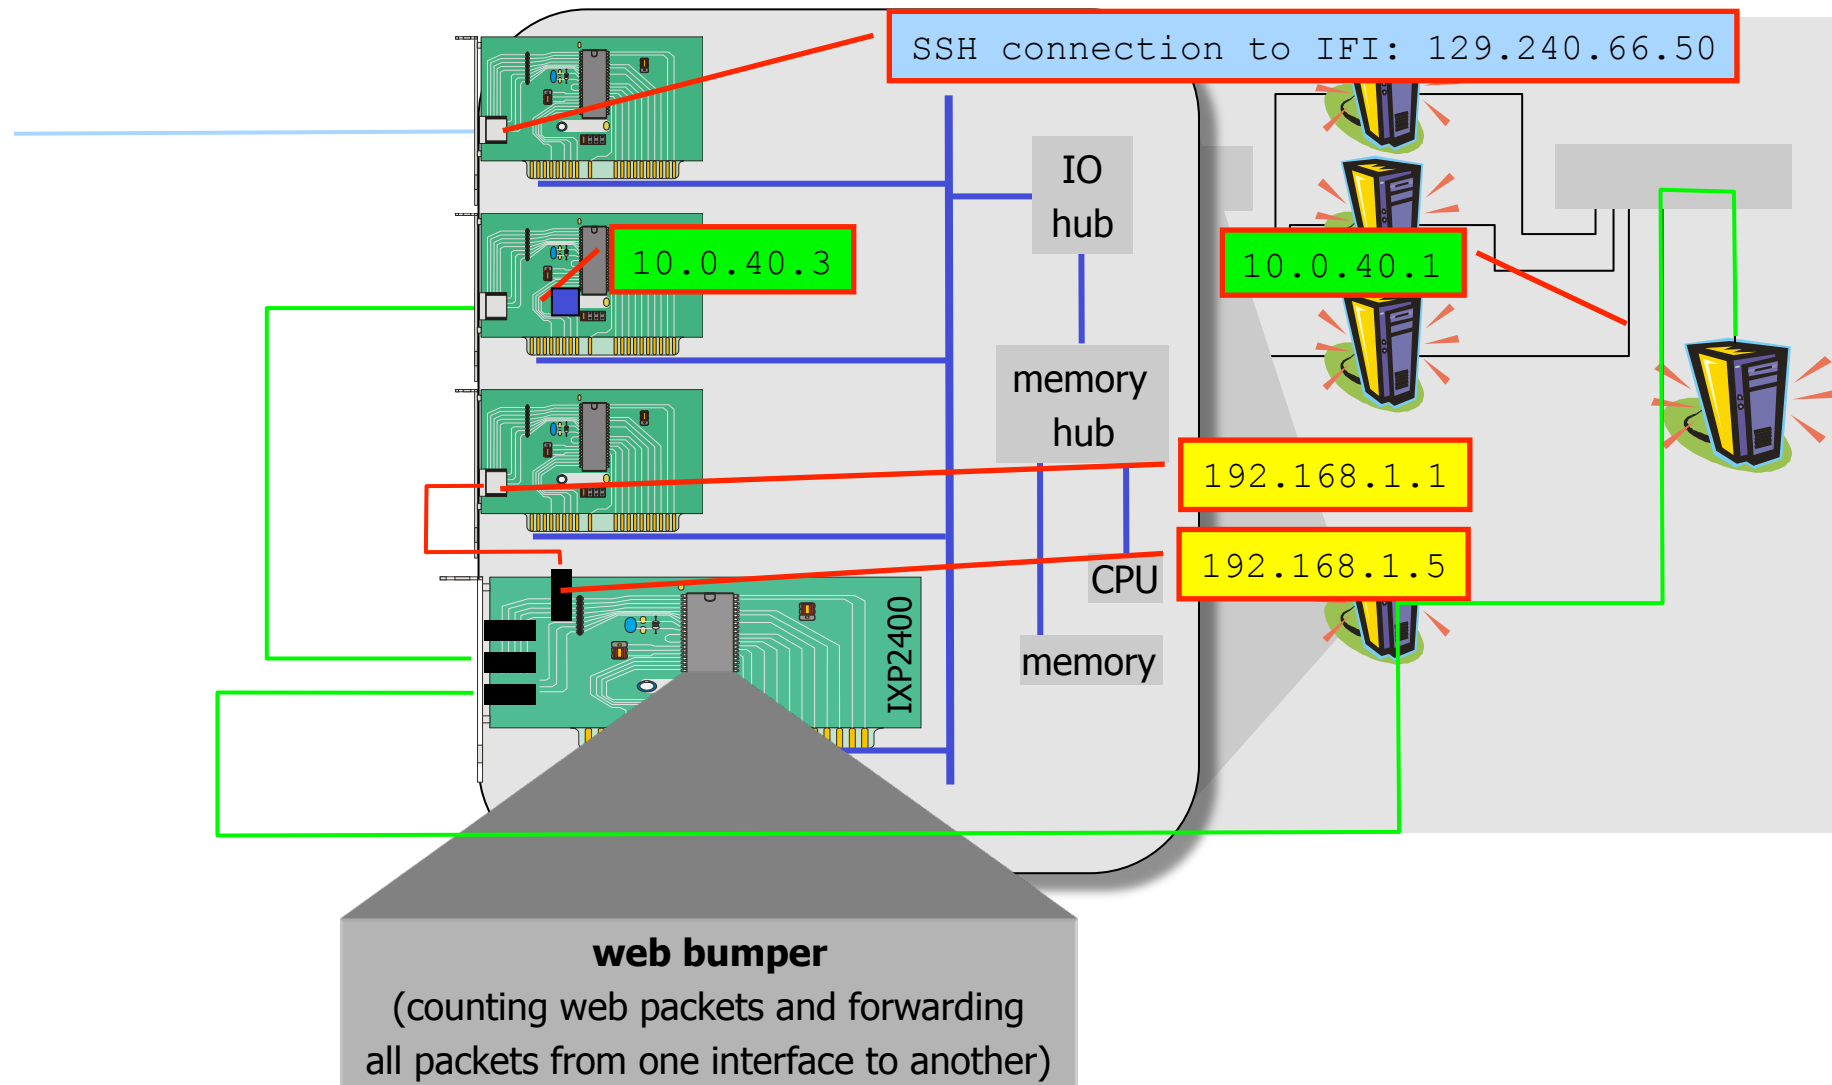 SSH connection to IFI: 129.240.66.50
IO
hub
10.0.40.3
10.0.40.1
memory
hub
192.168.1.1
192.168.1.5
CPU
IXP2400
memory
web bumper
(counting web packets and forwarding
all packets from one interface to another)